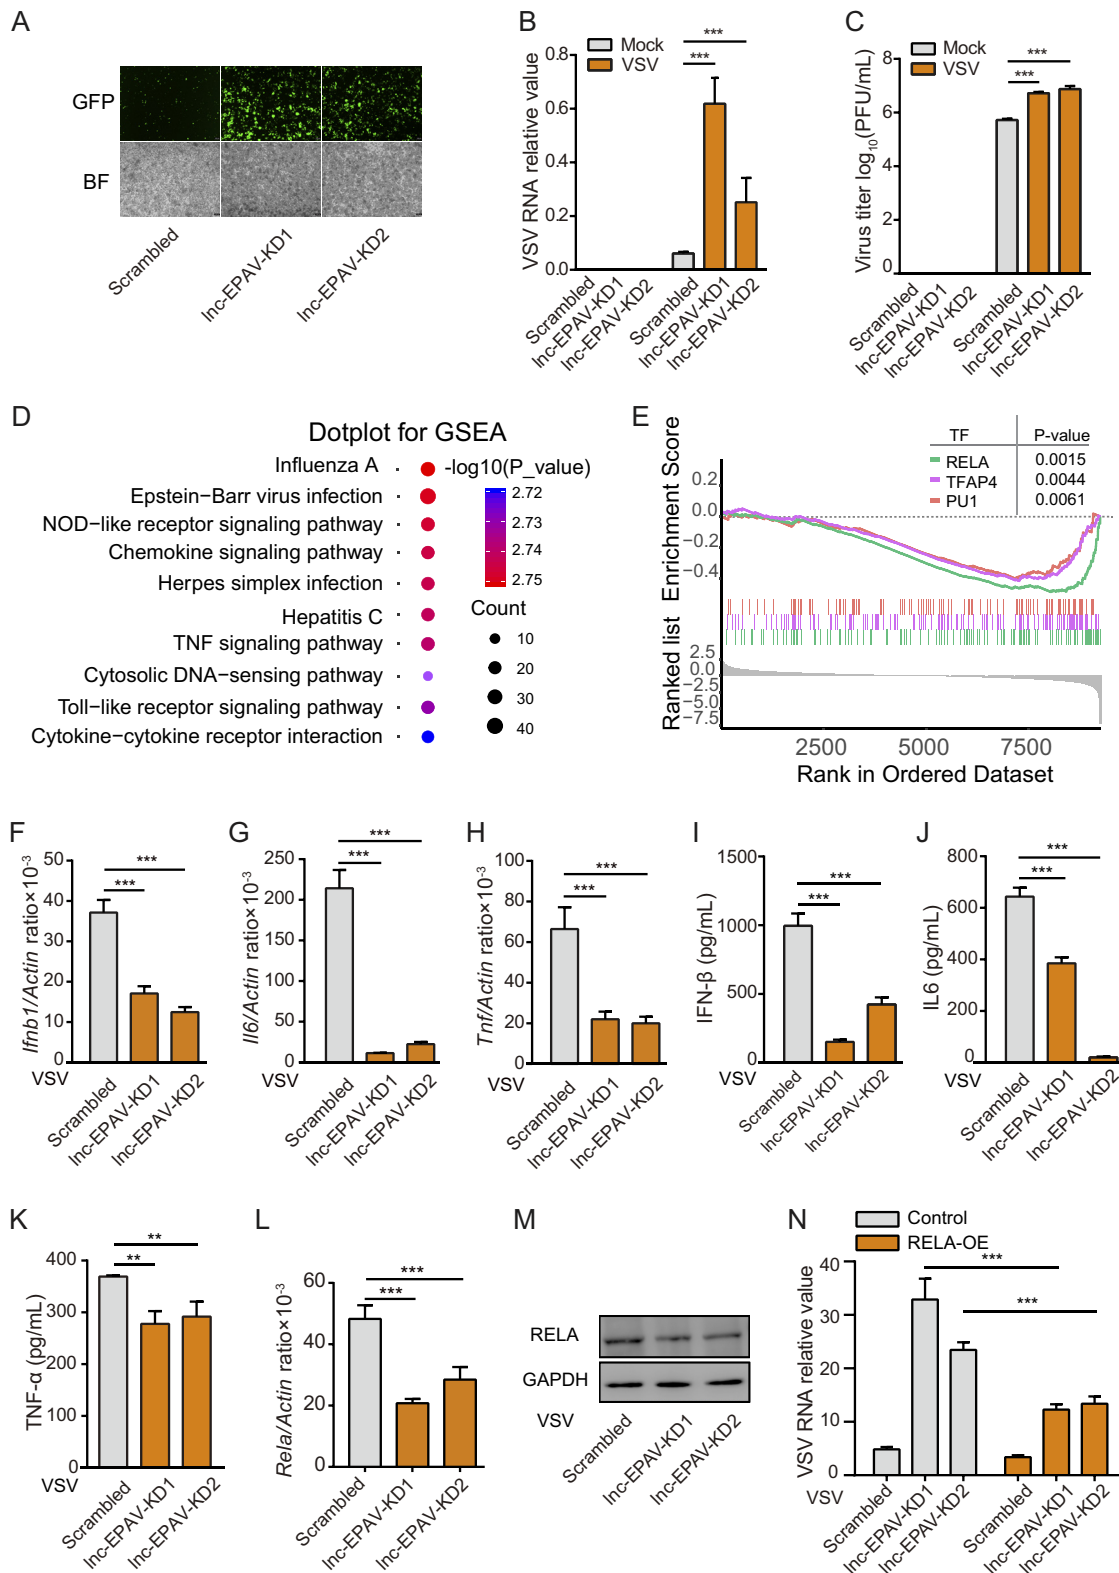 A
GFP
BF
Scrambled
lnc-EPAV-KD1
lnc-EPAV-KD2
B
Mock
VSV
***
***
VSV RNA relative value
0.8
0.6
0.4
0.2
0.0
Scrambled
lnc-EPAV-KD1
lnc-EPAV-KD2
Scrambled
lnc-EPAV-KD1
lnc-EPAV-KD2
C
Mock
VSV
***
***
Virus titer log10(PFU/mL)
8
6
4
2
0
Scrambled
lnc-EPAV-KD1
lnc-EPAV-KD2
Scrambled
lnc-EPAV-KD1
lnc-EPAV-KD2
D
Dotplot for GSEA
Influenza A
Epstein−Barr virus infection
NOD−like receptor signaling pathway
Chemokine signaling pathway
Herpes simplex infection
Hepatitis C
TNF signaling pathway
Cytosolic DNA−sensing pathway
Toll−like receptor signaling pathway
Cytokine−cytokine receptor interaction
-log10(P_value)
2.72
2.73
2.74
2.75
Count
10
20
30
40
E
TF P-value
RELA 0.0015
TFAP4 0.0044
PU1 0.0061
Enrichment Score
0.2
0.0
−0.2
−0.4
Ranked list
2.5
0.0
−2.5
−5.0
−7.5
2500 5000 7500
Rank in Ordered Dataset
F
***
***
Ifnb1/Actin ratio×10-3
50
40
30
20
10
0
VSV
Scrambled
lnc-EPAV-KD1
lnc-EPAV-KD2
G
***
***
Il6/Actin ratio×10-3
250
200
150
100
50
0
VSV
Scrambled
lnc-EPAV-KD1
lnc-EPAV-KD2
H
***
***
Tnf/Actin ratio×10-3
100
80
60
40
20
0
VSV
Scrambled
lnc-EPAV-KD1
lnc-EPAV-KD2
I
***
***
IFN-β (pg/mL)
1500
1000
500
0
VSV
Scrambled
lnc-EPAV-KD1
lnc-EPAV-KD2
J
***
***
IL6 (pg/mL)
800
600
400
200
0
VSV
Scrambled
lnc-EPAV-KD1
lnc-EPAV-KD2
K
**
**
TNF-α (pg/mL)
400
300
200
100
0
VSV
Scrambled
lnc-EPAV-KD1
lnc-EPAV-KD2
L
***
***
Rela/Actin ratio×10-3
60
40
20
0
VSV
Scrambled
lnc-EPAV-KD1
lnc-EPAV-KD2
M
RELA
GAPDH
VSV
Scrambled
lnc-EPAV-KD1
lnc-EPAV-KD2
N
Control
RELA-OE
***
***
VSV RNA relative value
40
30
20
10
0
VSV
Scrambled
lnc-EPAV-KD1
lnc-EPAV-KD2
Scrambled
lnc-EPAV-KD1
lnc-EPAV-KD2